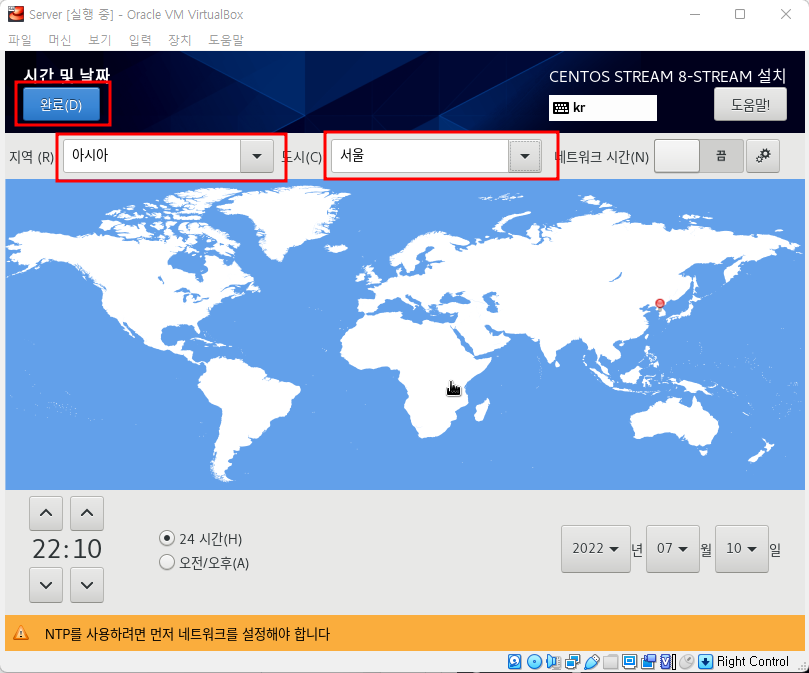 Server [실행 중] - Oracle VM VirtualBox
파일 머신 보기 입력 장치 도움말
시간 및 날짜
CENTOS STREAM 8-STREAM 설치
완료(D)
kr
도움말!
지역 (R) 아시아 도시(C) 서울 네트워크 시간(N) 끔
22:10
24 시간(H)
오전/오후(A)
2022 년 07 월 10 일
NTP를 사용하려면 먼저 네트워크를 설정해야 합니다
Right Control